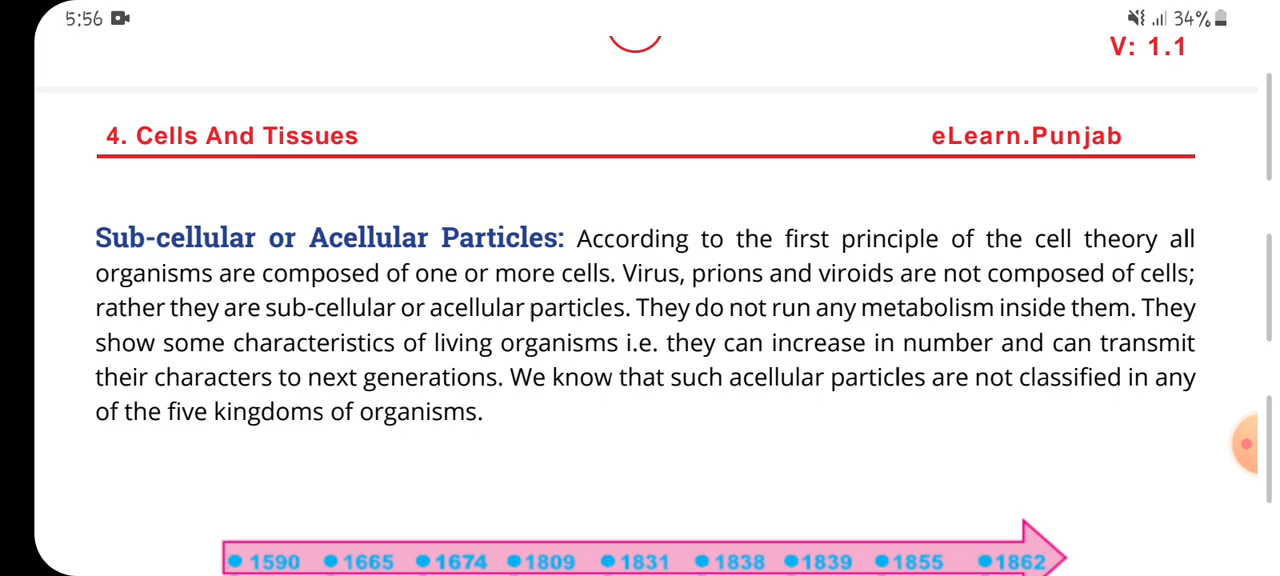 5:56 34%
V: 1.1
4. Cells And Tissues eLearn.Punjab
Sub-cellular or Acellular Particles: According to the first principle of the cell theory all
organisms are composed of one or more cells. Virus, prions and viroids are not composed of cells;
rather they are sub-cellular or acellular particles. They do not run any metabolism inside them. They
show some characteristics of living organisms i.e. they can increase in number and can transmit
their characters to next generations. We know that such acellular particles are not classified in any
of the five kingdoms of organisms.
1590 1665 1674 1809 1831 1838 1839 1855 1862